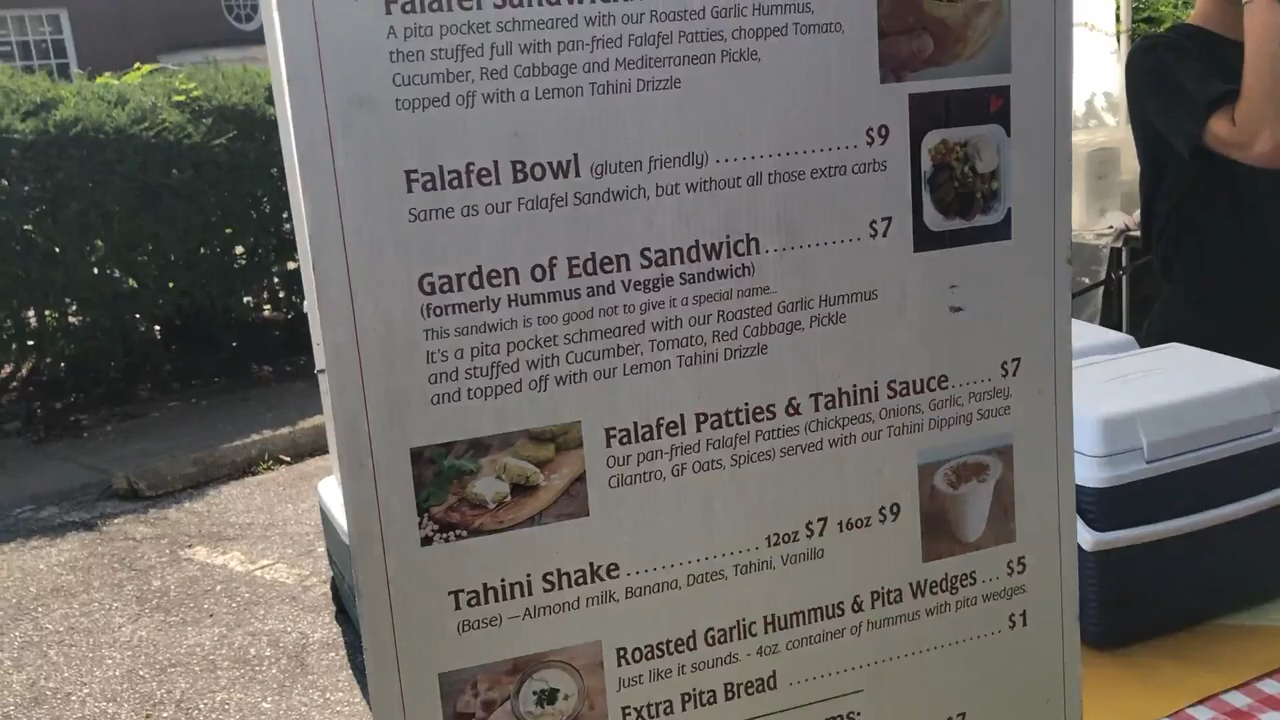 Falafel Sandwich
A pita pocket schmeared with our Roasted Garlic Hummus,
then stuffed full with pan-fried Falafel Patties, chopped Tomato,
Cucumber, Red Cabbage and Mediterranean Pickle,
topped off with a Lemon Tahini Drizzle
Falafel Bowl (gluten friendly) ................. $9
Same as our Falafel Sandwich, but without all those extra carbs
Garden of Eden Sandwich ............ $7
(formerly Hummus and Veggie Sandwich)
This sandwich is too good not to give it a special name...
It's a pita pocket schmeared with our Roasted Garlic Hummus
and stuffed with Cucumber, Tomato, Red Cabbage, Pickle
and topped off with our Lemon Tahini Drizzle
Falafel Patties & Tahini Sauce...... $7
Our pan-fried Falafel Patties (Chickpeas, Onions, Garlic, Parsley,
Cilantro, GF Oats, Spices) served with our Tahini Dipping Sauce
Tahini Shake ................ 12oz $7 16oz $9
(Base) —Almond milk, Banana, Dates, Tahini, Vanilla
Roasted Garlic Hummus & Pita Wedges ... $5
Just like it sounds. - 4oz. container of hummus with pita wedges.
Extra Pita Bread .......................... $1